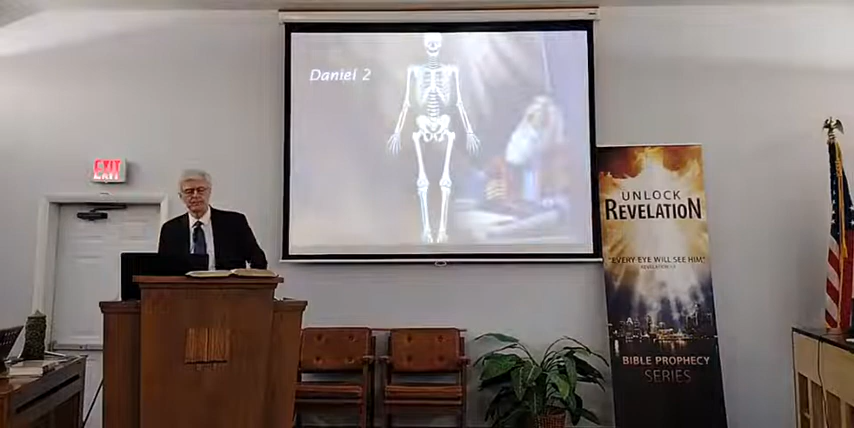 Daniel 2
EXIT
UNLOCK
REVELATION
"EVERY EYE WILL SEE HIM."
BIBLE PROPHECY
SERIES